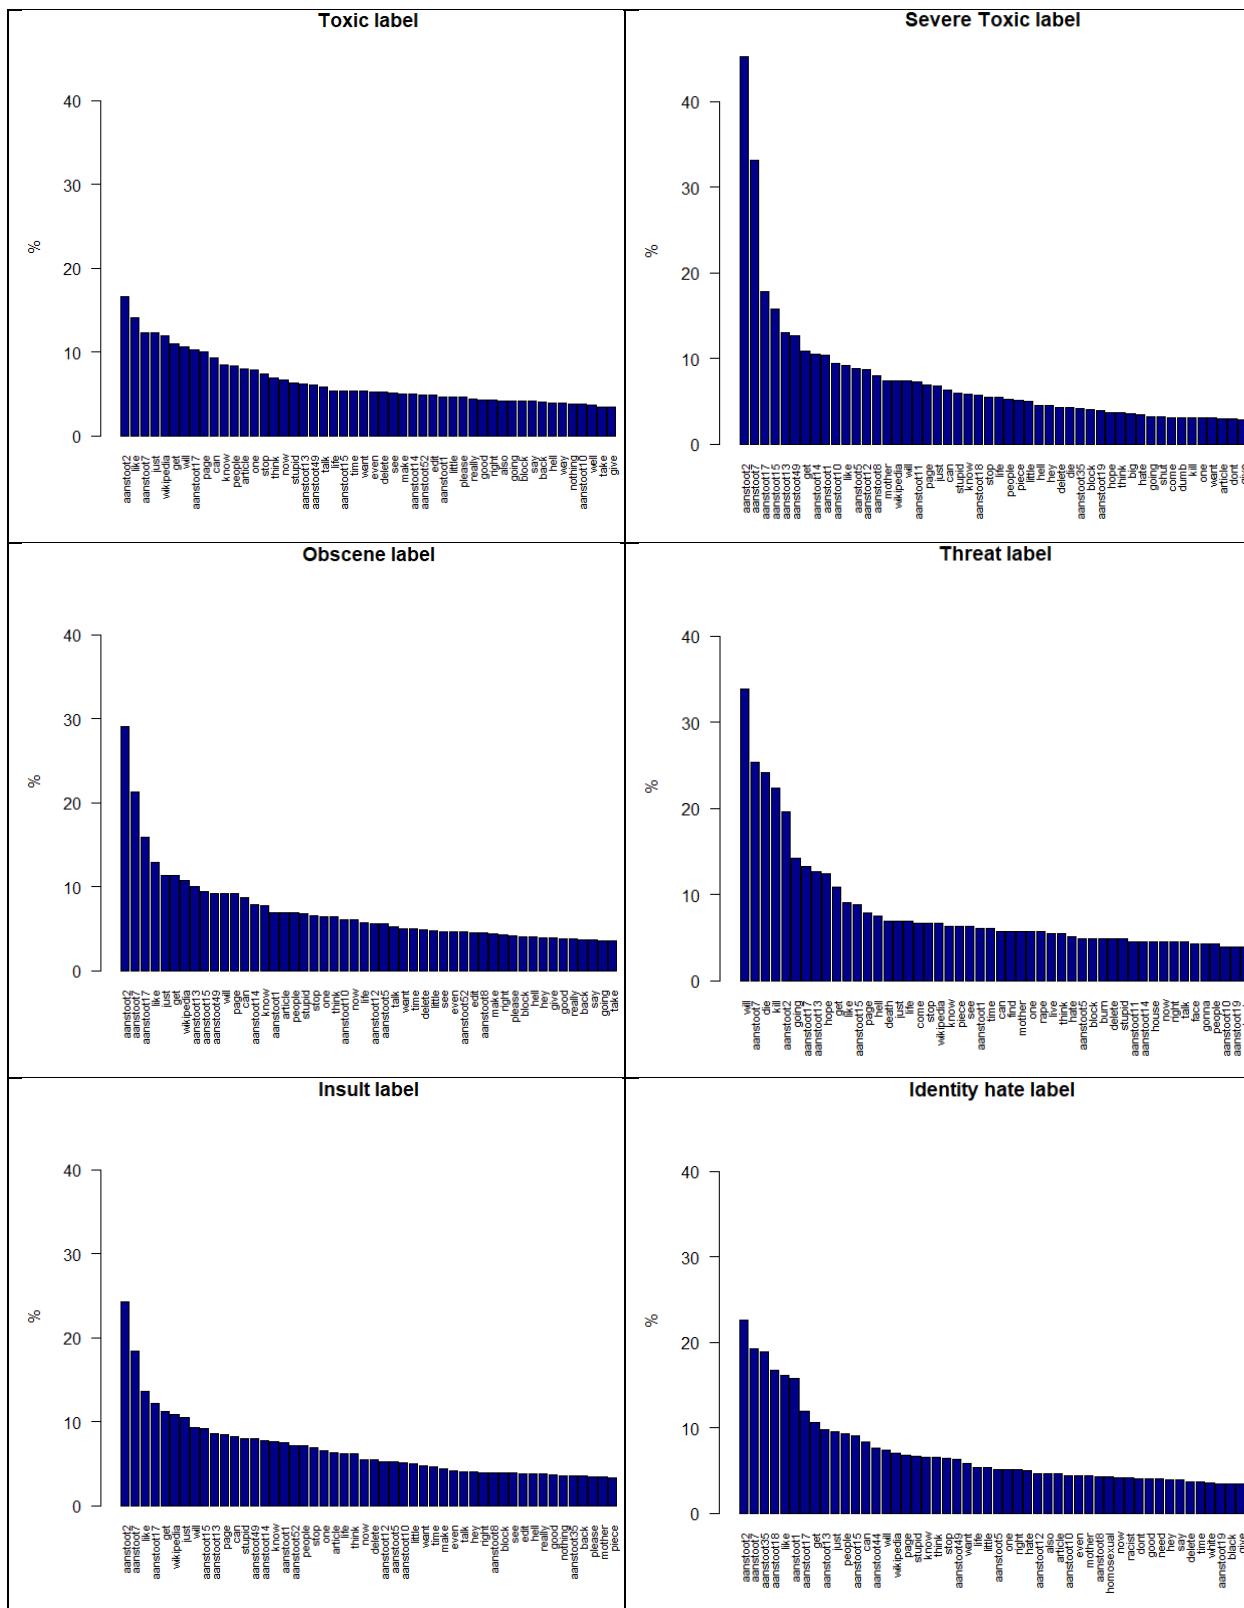 Toxic label
40
30
20
10
0
%
aanstoot2
like
aanstoot7
just
wikipedia
get
will
aanstoot17
page
can
know
people
article
one
stop
think
now
stupid
aanstoot13
aanstoot49
talk
life
aanstoot15
time
want
even
delete
see
make
aanstoot14
aanstoot52
edit
aanstoot1
little
please
really
good
right
also
going
block
say
back
hell
way
nothing
aanstoot10
well
take
give
Severe Toxic label
40
30
20
10
0
%
aanstoot2
aanstoot7
aanstoot17
aanstoot15
aanstoot13
aanstoot49
get
aanstoot14
aanstoot1
aanstoot10
like
aanstoot5
aanstoot12
aanstoot8
mother
wikipedia
will
aanstoot11
page
just
can
stupid
know
aanstoot18
stop
life
people
piece
little
hell
hey
delete
die
aanstoot35
block
aanstoot19
hope
think
big
hate
going
shut
come
dumb
kill
one
want
article
dont
Obscene label
40
30
20
10
0
%
aanstoot2
aanstoot7
aanstoot17
like
just
get
wikipedia
aanstoot13
aanstoot15
aanstoot49
will
page
can
aanstoot14
know
aanstoot1
article
people
stupid
stop
one
think
aanstoot10
now
life
aanstoot12
aanstoot5
talk
want
time
delete
little
see
even
aanstoot52
edit
aanstoot8
make
right
please
block
hell
hey
give
good
really
back
say
going
take
Threat label
40
30
20
10
0
%
will
aanstoot7
die
kill
aanstoot2
going
aanstoot17
aanstoot13
hope
get
like
aanstoot15
page
hell
death
just
life
come
stop
wikipedia
know
piece
see
aanstoot1
time
can
find
mother
one
rape
live
think
hate
aanstoot5
block
burn
delete
stupid
aanstoot11
aanstoot14
house
now
right
talk
face
gonna
people
aanstoot10
aanstoot19
Insult label
40
30
20
10
0
%
aanstoot2
aanstoot7
like
aanstoot17
get
wikipedia
just
will
aanstoot15
aanstoot13
page
can
stupid
aanstoot49
aanstoot14
know
aanstoot1
aanstoot52
people
stop
one
article
life
think
now
delete
aanstoot12
aanstoot5
aanstoot10
little
want
time
make
even
talk
hey
right
aanstoot8
block
see
edit
hell
really
good
nothing
aanstoot35
back
please
mother
piece
Identity hate label
40
30
20
10
0
%
aanstoot2
aanstoot7
aanstoot35
aanstoot18
like
aanstoot1
aanstoot17
get
aanstoot13
just
people
aanstoot15
can
aanstoot44
will
wikipedia
page
stupid
know
think
stop
aanstoot49
want
life
little
aanstoot5
one
right
hate
aanstoot12
also
article
aanstoot10
even
mother
aanstoot8
homosexual
now
racist
dont
good
need
hey
say
delete
time
white
aanstoot19
black
give